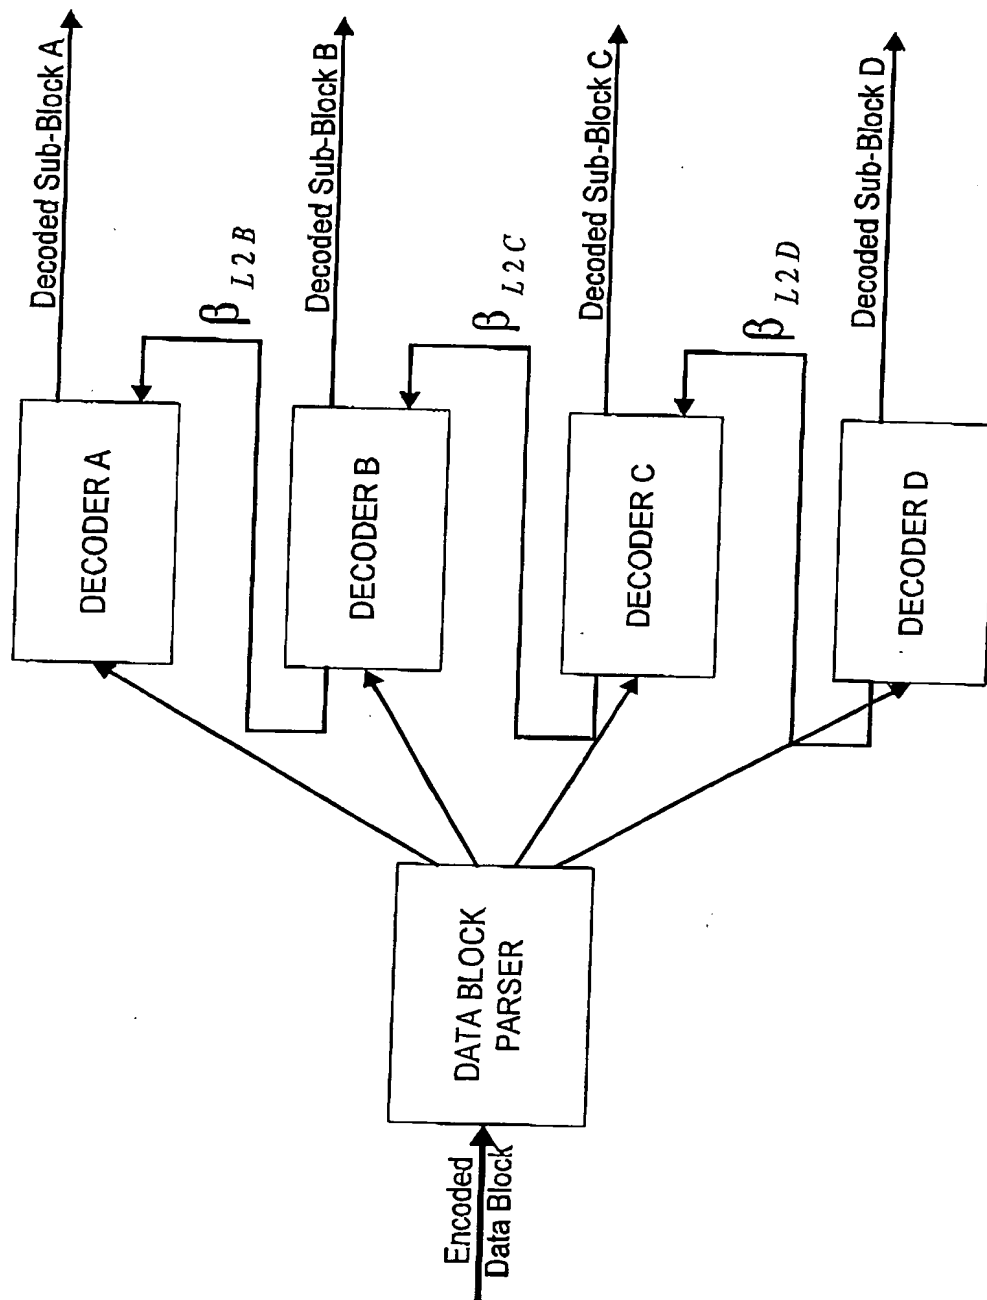 Encoded
Data Block
DATA BLOCK
PARSER
DECODER A
DECODER B
DECODER C
DECODER D
β L2B
β L2C
β L2D
Decoded Sub-Block A
Decoded Sub-Block B
Decoded Sub-Block C
Decoded Sub-Block D